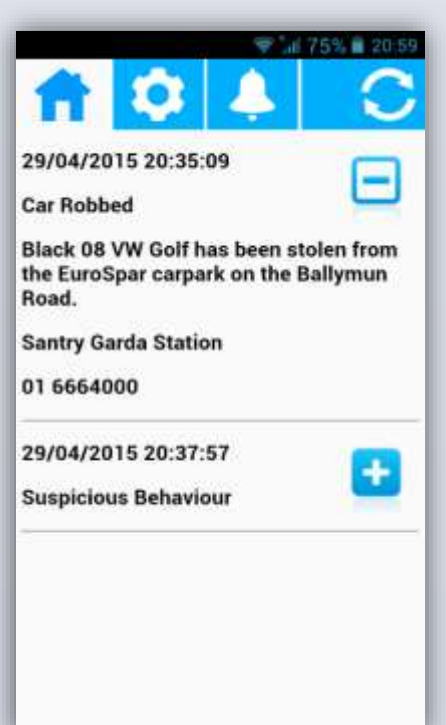 75% 20:59
29/04/2015 20:35:09
Car Robbed
Black 08 VW Golf has been stolen from
the EuroSpar carpark on the Ballymun
Road.
Santry Garda Station
01 6664000
29/04/2015 20:37:57
Suspicious Behaviour